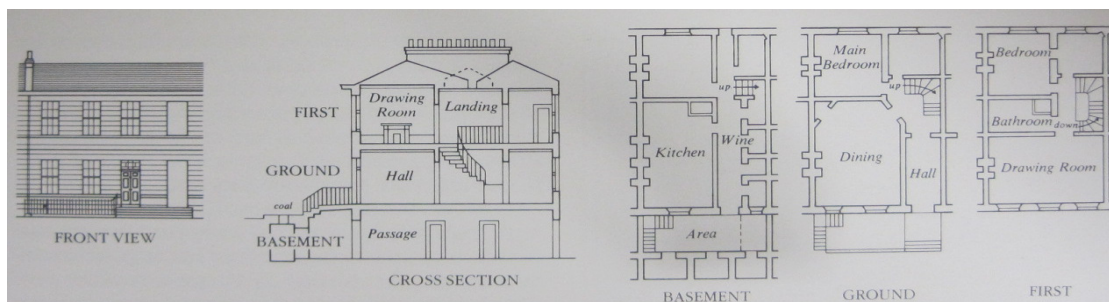 FRONT VIEW
FIRST
GROUND
BASEMENT
Drawing
Room
Landing
Hall
coal
Passage
CROSS SECTION
up
Kitchen
Wine
Area
BASEMENT
Main
Bedroom
up
Dining
Hall
GROUND
Bedroom
Bathroom
down
Drawing Room
FIRST